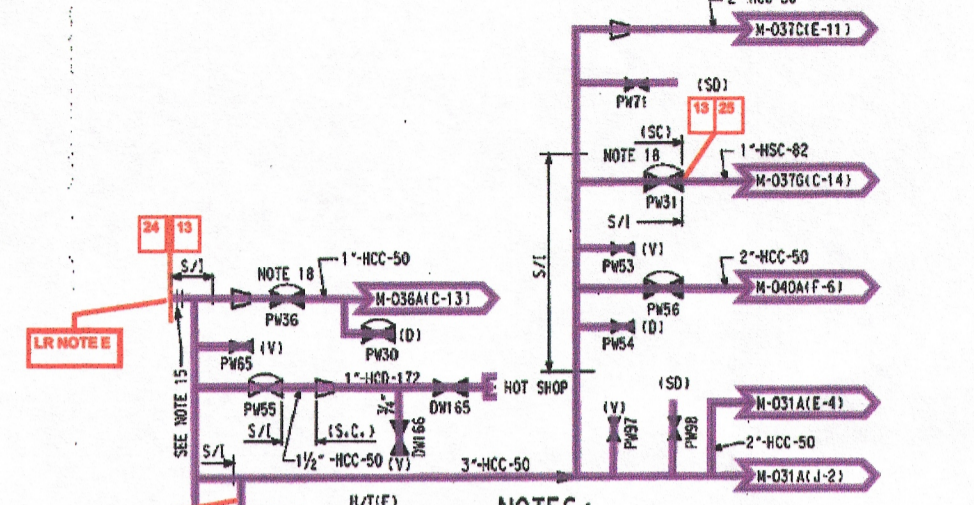 M-037C(E-11)
PW71
(SD)
13 25
(SC)
NOTE 18
1"-HSC-82
M-037G(C-14)
PW31
S/I
24 13
S/I
S/I
(V)
PW53
2"-HCC-50
M-040A(F-6)
PW56
NOTE 18
1"-HCC-50
M-036A(C-13)
PW36
(D)
PW54
(D)
PW30
LR NOTE E
(V)
PW65
SEE NOTE 15
1"-HCD-172
HOT SHOP
PW55
3/4"
DW165
(SD)
M-031A(E-4)
S/I
(S.C.)
DW166
(V)
PW97
PW98
1½"-HCC-50
(V)
2"-HCC-50
S/I
3"-HCC-50
M-031A(J-2)
H/T(E)
NOTES: